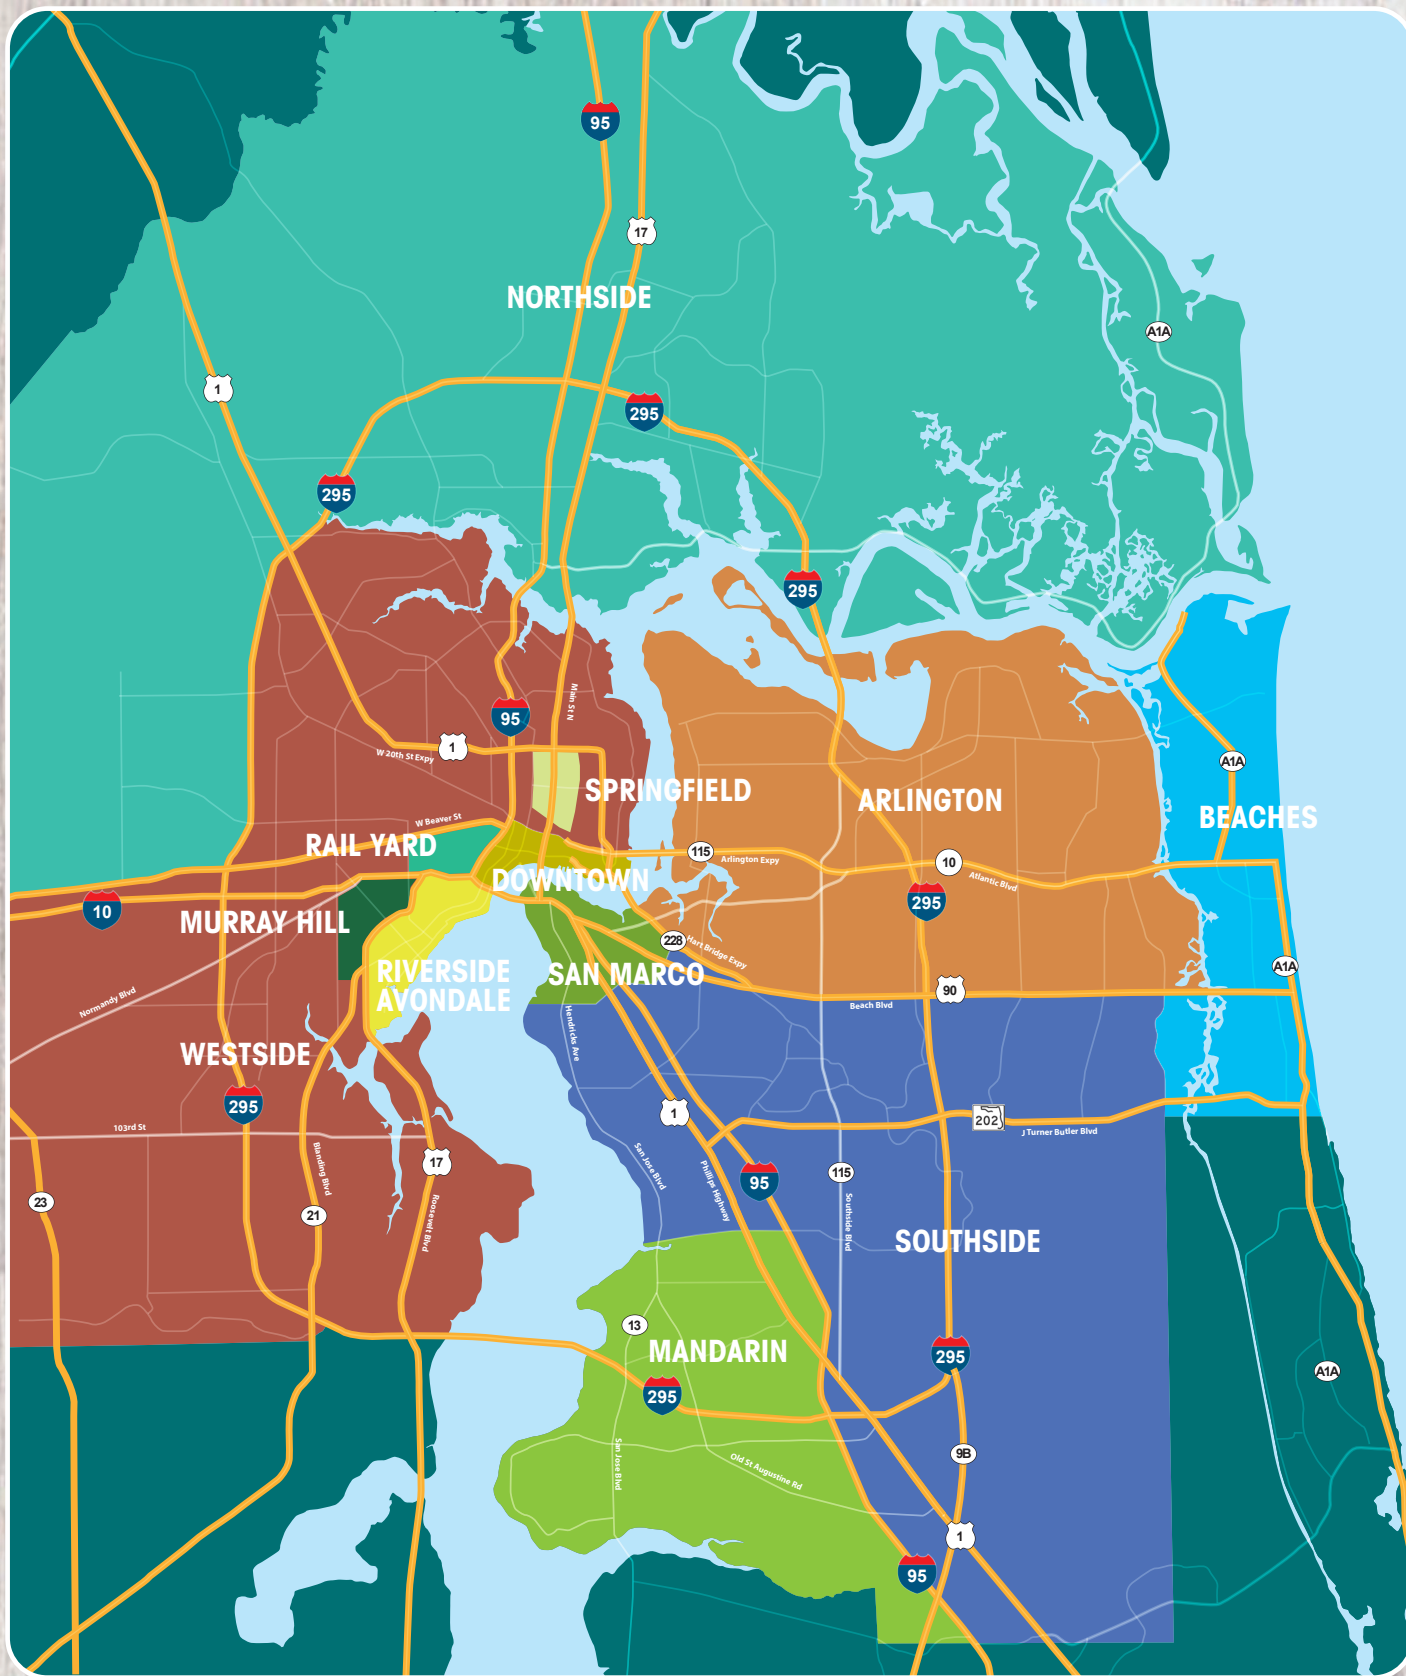 95
17
NORTHSIDE
A1A
1
295
295
295
Main St N
95
1
W 20th St Expy
A1A
SPRINGFIELD
ARLINGTON
BEACHES
W Beaver St
RAIL YARD
115
Arlington Expy
10
Atlantic Blvd
DOWNTOWN
295
10
MURRAY HILL
228
Hart Bridge Expy
A1A
RIVERSIDE
AVONDALE
SAN MARCO
90
Beach Blvd
Normandy Blvd
Hendricks Ave
WESTSIDE
295
1
202
J Turner Butler Blvd
103rd St
Blanding Blvd
17
San Jose Blvd
Phillips Highway
95
115
23
21
Roosevelt Blvd
Southside Blvd
SOUTHSIDE
13
MANDARIN
295
A1A
295
San Jose Blvd
Old St Augustine Rd
9B
1
95